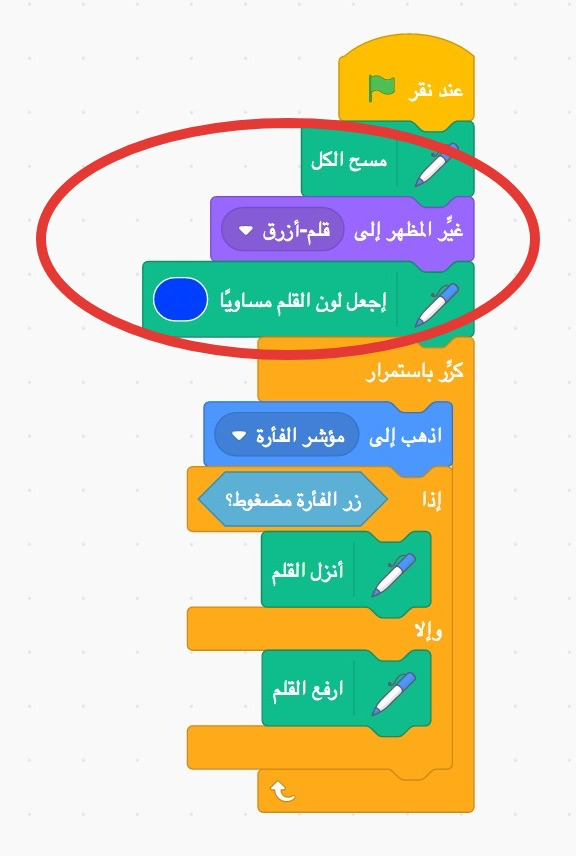 عند نقر
مسح الكل
غيِّر المظهر إلى قلم-أزرق
إجعل لون القلم مساويًا
كرِّر باستمرار
اذهب إلى مؤشر الفأرة
إذا زر الفأرة مضغوط؟
أنزل القلم
وإلا
ارفع القلم